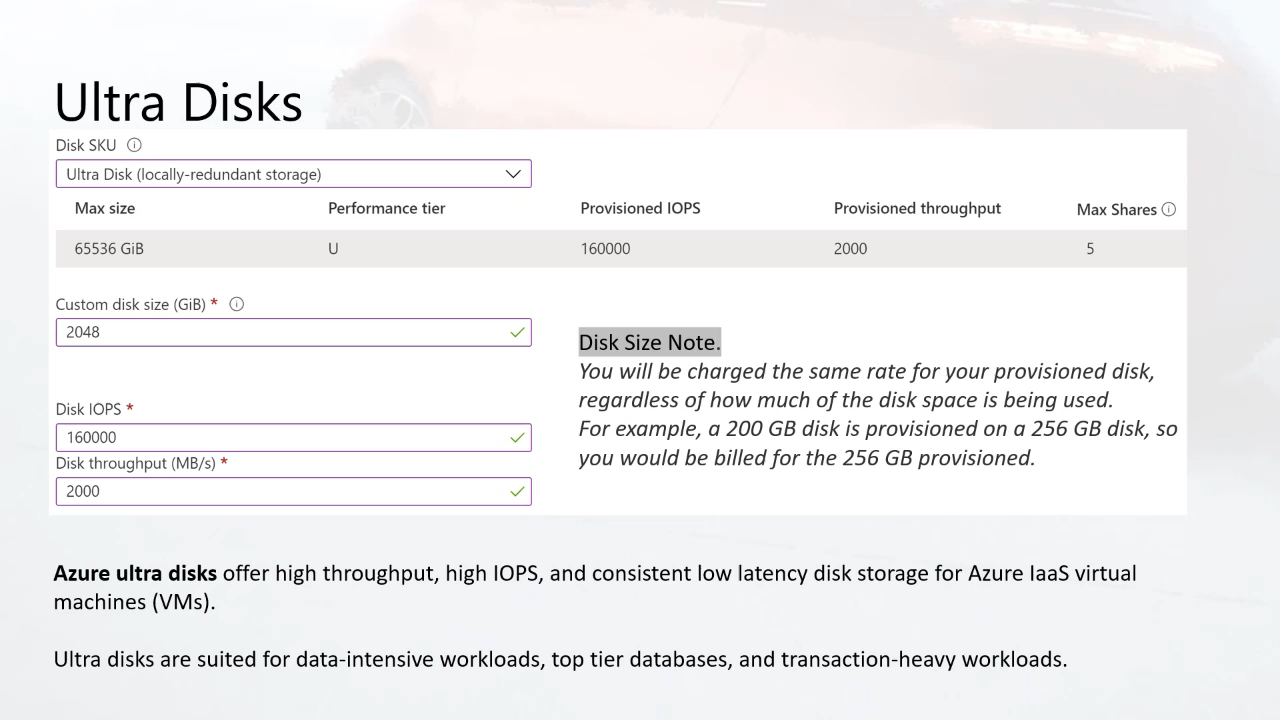 Ultra Disks
Disk SKU
Ultra Disk (locally-redundant storage)
Max size Performance tier Provisioned IOPS Provisioned throughput Max Shares
65536 GiB U 160000 2000 5
Custom disk size (GiB) *
2048
Disk IOPS *
160000
Disk throughput (MB/s) *
2000
Disk Size Note.
You will be charged the same rate for your provisioned disk,
regardless of how much of the disk space is being used.
For example, a 200 GB disk is provisioned on a 256 GB disk, so
you would be billed for the 256 GB provisioned.
Azure ultra disks offer high throughput, high IOPS, and consistent low latency disk storage for Azure IaaS virtual
machines (VMs).
Ultra disks are suited for data-intensive workloads, top tier databases, and transaction-heavy workloads.